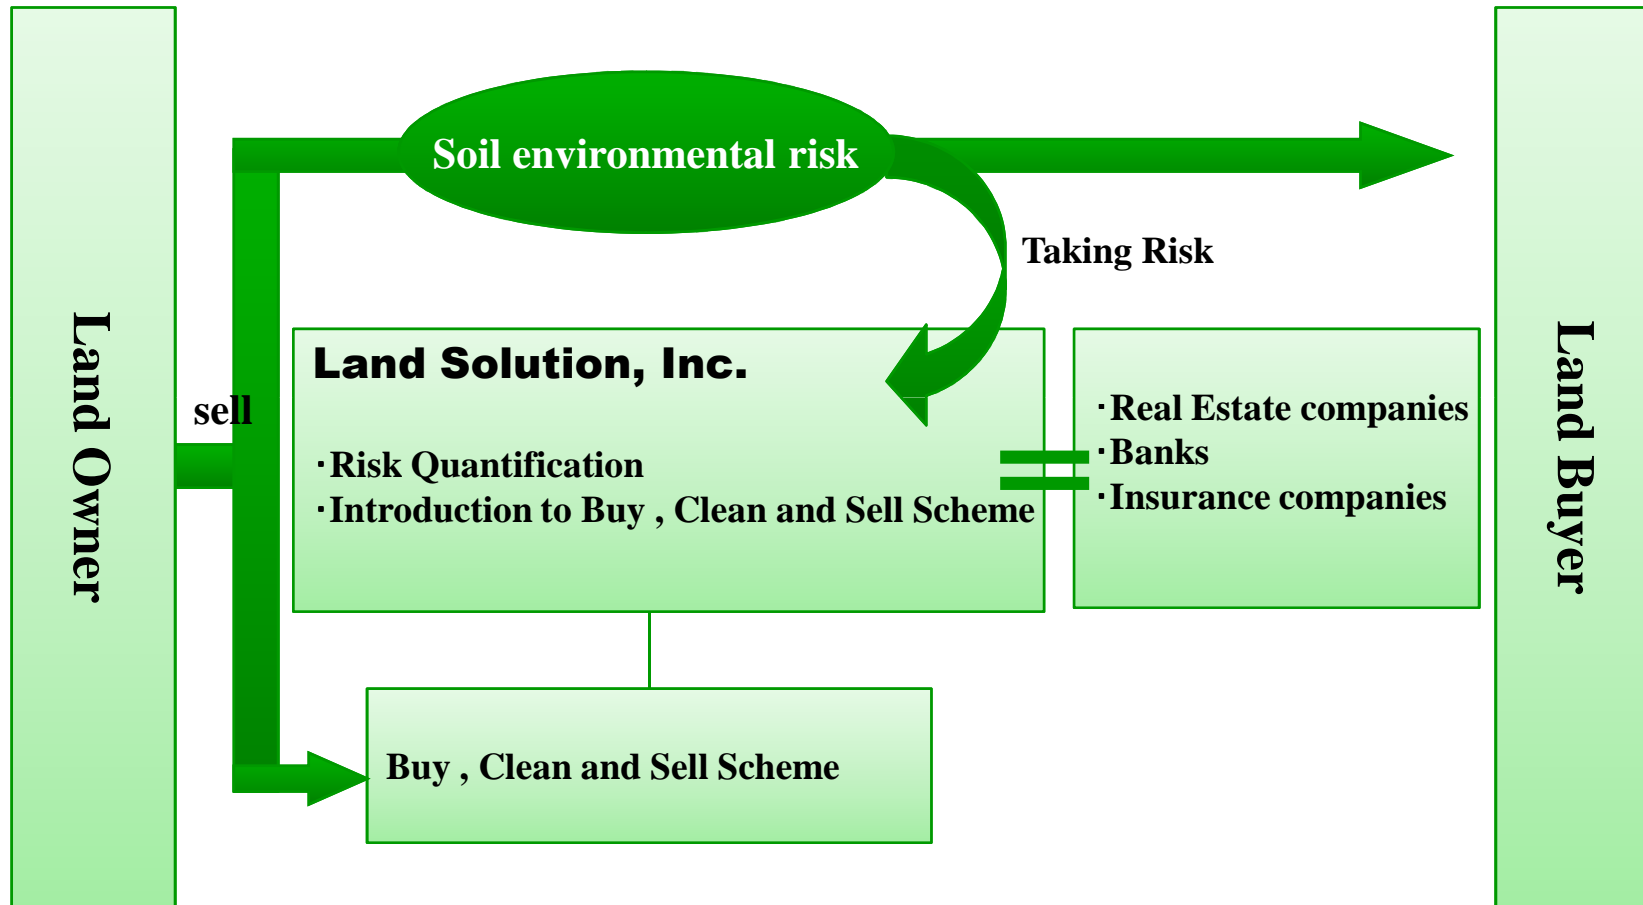 Land Owner
sell
Soil environmental risk
Taking Risk
Land Solution, Inc.
･Risk Quantification
･Introduction to Buy , Clean and Sell Scheme
･Real Estate companies
･Banks
･Insurance companies
Buy , Clean and Sell Scheme
Land Buyer